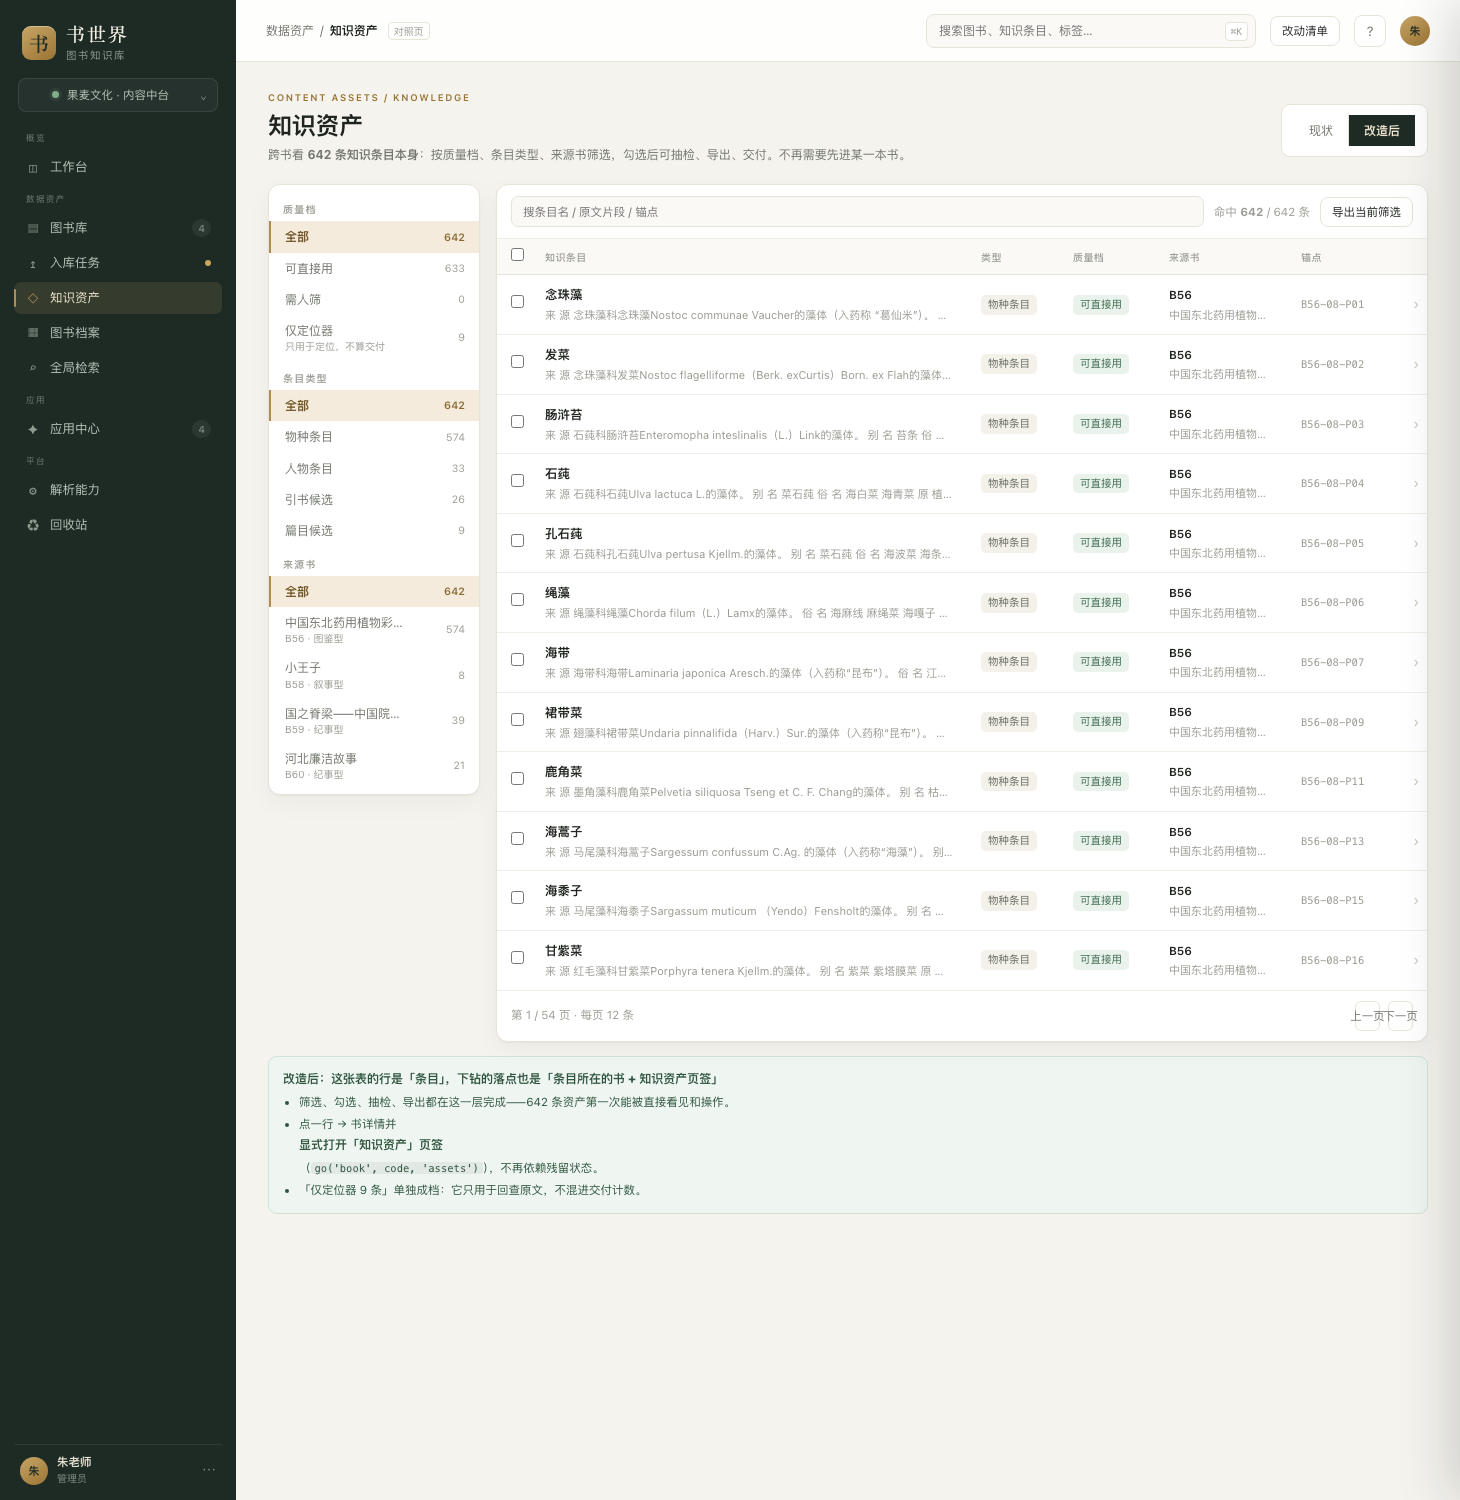 书 书世界
图书知识库
果麦文化 · 内容中台
概览
工作台
数据资产
图书库 4
入库任务
知识资产
图书档案
全局检索
应用
应用中心 4
平台
解析能力
回收站
朱 朱老师
管理员
数据资产 / 知识资产 对照页
搜索图书、知识条目、标签... ⌘K
改动清单
?
朱
CONTENT ASSETS / KNOWLEDGE
知识资产
跨书看 642 条知识条目本身：按质量档、条目类型、来源书筛选，勾选后可抽检、导出、交付。不再需要先进某一本书。
现状 改造后
质量档
全部 642
可直接用 633
需人筛 0
仅定位器 9
只用于定位，不算交付
条目类型
全部 642
物种条目 574
人物条目 33
引书候选 26
篇目候选 9
来源书
全部 642
中国东北药用植物彩... 574
B56 · 图鉴型
小王子 8
B58 · 叙事型
国之脊梁——中国院... 39
B59 · 纪事型
河北廉洁故事 21
B60 · 纪事型
搜条目名 / 原文片段 / 锚点 命中 642 / 642 条 导出当前筛选
知识条目 类型 质量档 来源书 锚点
念珠藻 物种条目 可直接用 B56 B56-08-P01 ›
来 源 念珠藻科念珠藻Nostoc communae Vaucher的藻体（入药称 “葛仙米”）。 ... 中国东北药用植物...
发菜 物种条目 可直接用 B56 B56-08-P02 ›
来 源 念珠藻科发菜Nostoc flagelliforme（Berk. exCurtis）Born. ex Flah的藻体... 中国东北药用植物...
肠浒苔 物种条目 可直接用 B56 B56-08-P03 ›
来 源 石莼科肠浒苔Enteromopha inteslinalis（L.）Link的藻体。 别 名 苔条 俗 ... 中国东北药用植物...
石莼 物种条目 可直接用 B56 B56-08-P04 ›
来 源 石莼科石莼Ulva lactuca L.的藻体。 别 名 菜石莼 俗 名 海白菜 海青菜 原 植... 中国东北药用植物...
孔石莼 物种条目 可直接用 B56 B56-08-P05 ›
来 源 石莼科孔石莼Ulva pertusa Kjellm.的藻体。 别 名 菜石莼 俗 名 海波菜 海条... 中国东北药用植物...
绳藻 物种条目 可直接用 B56 B56-08-P06 ›
来 源 绳藻科绳藻Chorda filum（L.）Lamx的藻体。 俗 名 海麻线 麻绳菜 海嘎子 ... 中国东北药用植物...
海带 物种条目 可直接用 B56 B56-08-P07 ›
来 源 海带科海带Laminaria japonica Aresch.的藻体（入药称“昆布”）。 俗 名 江... 中国东北药用植物...
裙带菜 物种条目 可直接用 B56 B56-08-P09 ›
来 源 翅藻科裙带菜Undaria pinnalifida（Harv.）Sur.的藻体（入药称“昆布”）。 ... 中国东北药用植物...
鹿角菜 物种条目 可直接用 B56 B56-08-P11 ›
来 源 墨角藻科鹿角菜Pelvetia siliquosa Tseng et C. F. Chang的藻体。 别 名 枯... 中国东北药用植物...
海蒿子 物种条目 可直接用 B56 B56-08-P13 ›
来 源 马尾藻科海蒿子Sargessum confussum C.Ag. 的藻体（入药称“海藻”）。 别... 中国东北药用植物...
海黍子 物种条目 可直接用 B56 B56-08-P15 ›
来 源 马尾藻科海黍子Sargassum muticum （Yendo）Fensholt的藻体。 别 名 ... 中国东北药用植物...
甘紫菜 物种条目 可直接用 B56 B56-08-P16 ›
来 源 红毛藻科甘紫菜Porphyra tenera Kjellm.的藻体。 别 名 紫菜 紫塔膜菜 原 ... 中国东北药用植物...
第 1 / 54 页 · 每页 12 条 上一页 下一页
改造后：这张表的行是「条目」，下钻的落点也是「条目所在的书 + 知识资产页签」
• 筛选、勾选、抽检、导出都在这一层完成——642 条资产第一次能被直接看见和操作。
• 点一行 → 书详情并
显式打开「知识资产」页签
（go('book', code, 'assets')），不再依赖残留状态。
• 「仅定位器 9 条」单独成档：它只用于回查原文，不混进交付计数。